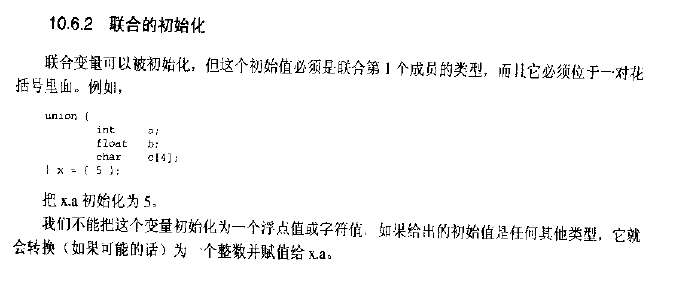 10.6.2 联合的初始化
联合变量可以被初始化，但这个初始值必须是联合第1个成员的类型，而且它必须位于一对花
括号里面。例如，
union {
int a;
float b;
char c[4];
} x = { 5 };
把 x.a 初始化为 5。
我们不能把这个变量初始化为一个浮点值或字符值。如果给出的初始值是任何其他类型，它就
会转换（如果可能的话）为一个整数并赋值给 x.a。